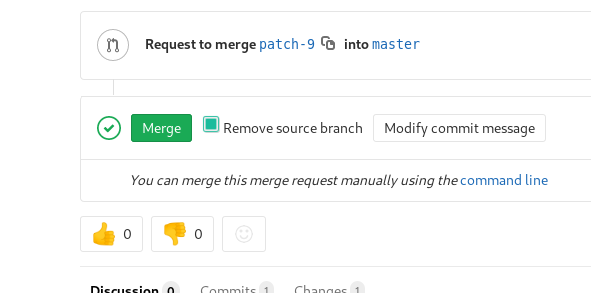 Request to merge patch-9 into master
Merge Remove source branch Modify commit message
You can merge this merge request manually using the command line
0 0
Discussion 0 Commits 1 Changes 1